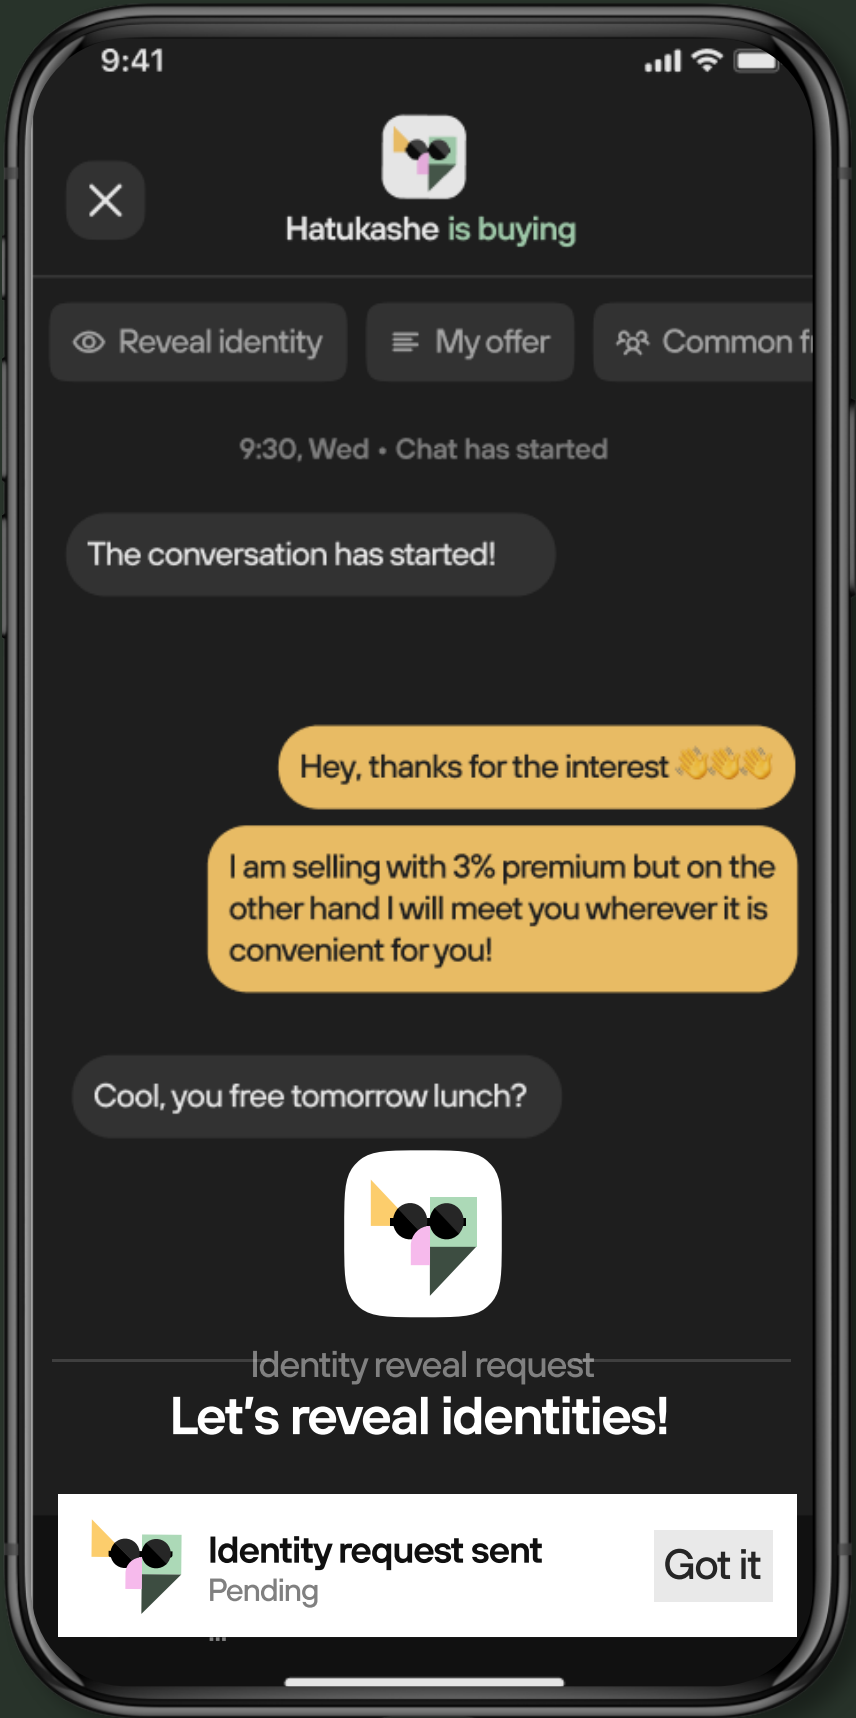 9:41
Hatukashe is buying
Reveal identity
My offer
Common
9:30, Wed • Chat has started
The conversation has started!
Hey, thanks for the interest 👋👋👋
I am selling with 3% premium but on the
other hand I will meet you wherever it is
convenient for you!
Cool, you free tomorrow lunch?
Identity reveal request
Let's reveal identities!
Identity request sent
Got it
Pending
...